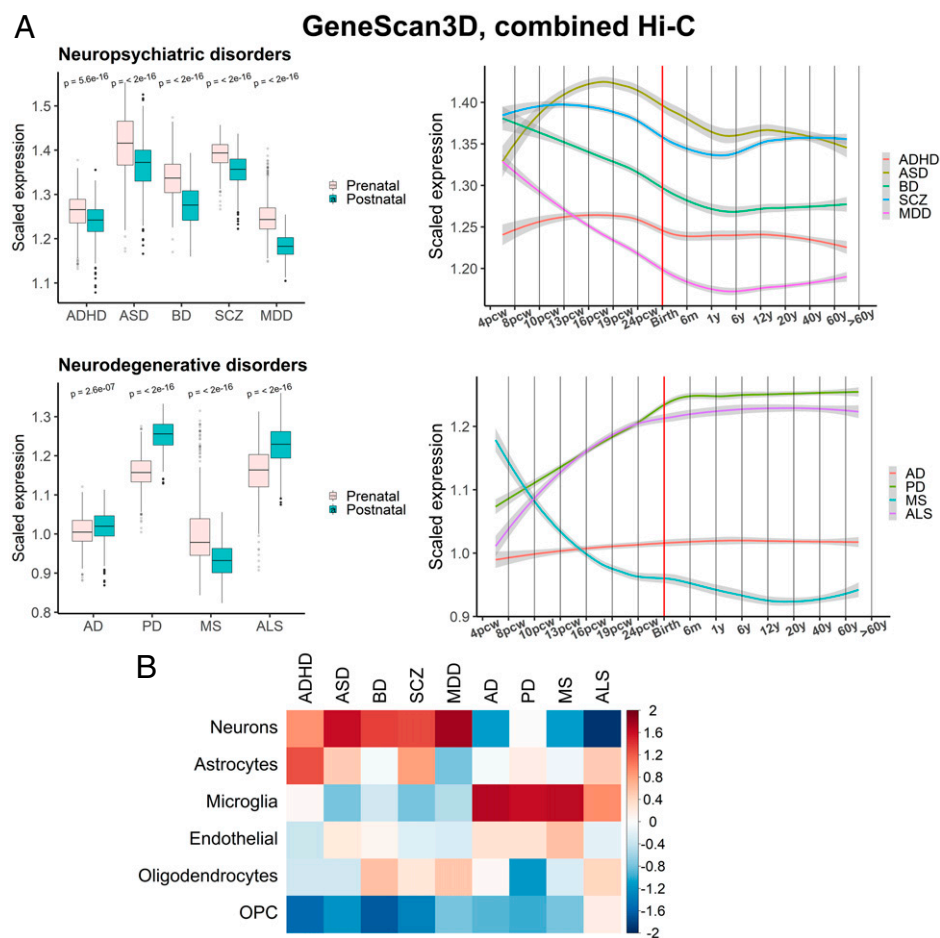 A
GeneScan3D, combined Hi-C
Neuropsychiatric disorders
p = 5.6e-16 p = < 2e-16 p = < 2e-16 p = < 2e-16 p = < 2e-16
Scaled expression
1.5
1.4
1.3
1.2
1.1
ADHD ASD BD SCZ MDD
Prenatal
Postnatal
Scaled expression
1.40
1.35
1.30
1.25
1.20
4pcw 8pcw 10pcw 13pcw 16pcw 19pcw 24pcw Birth 6m 1y 6y 12y 20y 40y 60y >60y
ADHD
ASD
BD
SCZ
MDD
Neurodegenerative disorders
p = 2.6e-07 p = < 2e-16 p = < 2e-16 p = < 2e-16
Scaled expression
1.3
1.2
1.1
1.0
0.9
0.8
AD PD MS ALS
Prenatal
Postnatal
Scaled expression
1.2
1.1
1.0
0.9
4pcw 8pcw 10pcw 13pcw 16pcw 19pcw 24pcw Birth 6m 1y 6y 12y 20y 40y 60y >60y
AD
PD
MS
ALS
B
ADHD ASD BD SCZ MDD AD PD MS ALS
Neurons
Astrocytes
Microglia
Endothelial
Oligodendrocytes
OPC
2
1.6
1.2
0.8
0.4
0
-0.4
-0.8
-1.2
-1.6
-2